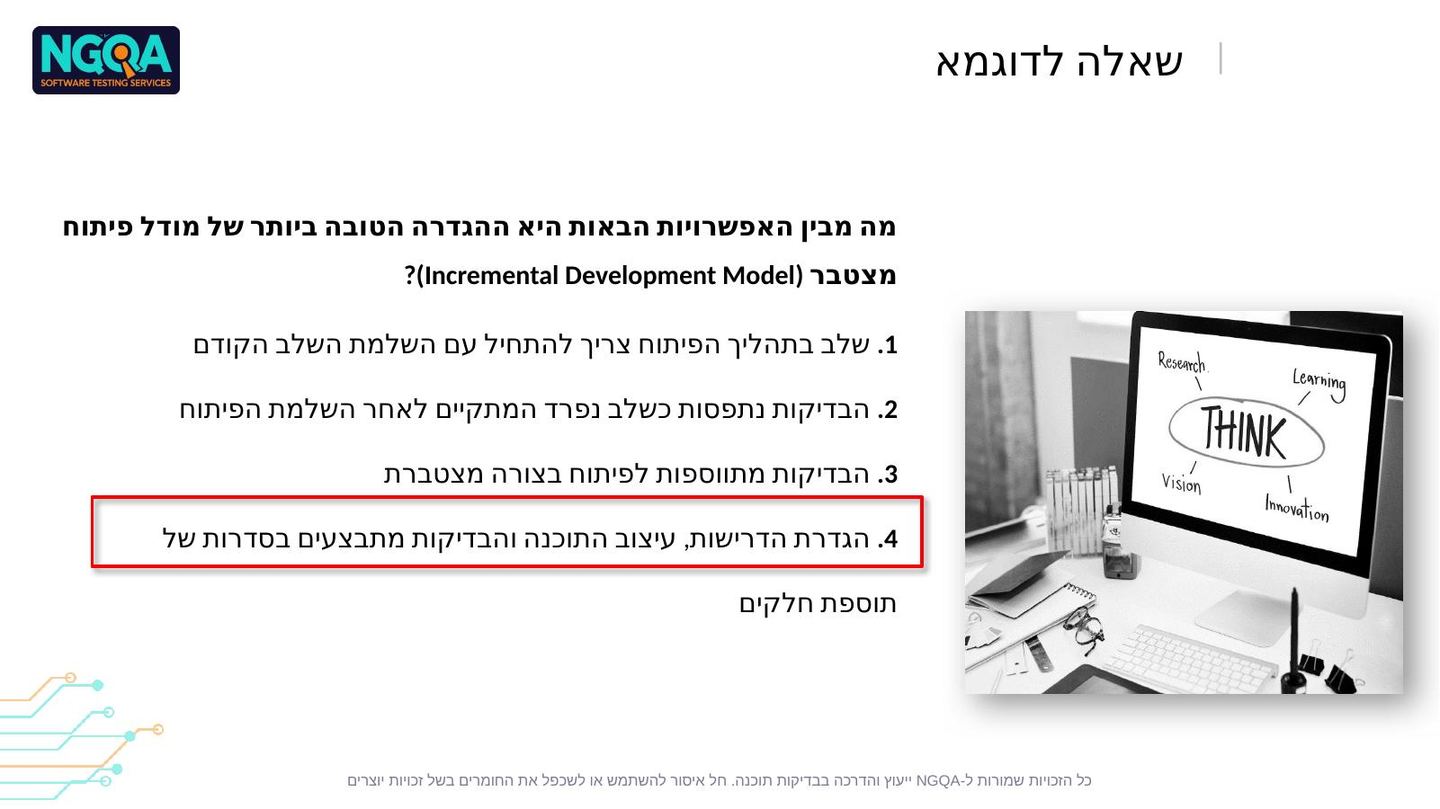 NGQA
SOFTWARE TESTING SERVICES
שאלה לדוגמא
מה מבין האפשרויות הבאות היא ההגדרה הטובה ביותר של מודל פיתוח
מצטבר (Incremental Development Model)?
1. שלב בתהליך הפיתוח צריך להתחיל עם השלמת השלב הקודם
2. הבדיקות נתפסות כשלב נפרד המתקיים לאחר השלמת הפיתוח
3. הבדיקות מתווספות לפיתוח בצורה מצטברת
4. הגדרת הדרישות, עיצוב התוכנה והבדיקות מתבצעים בסדרות של
תוספת חלקים
Research.
Learning
THINK
Vision
Innovation
כל הזכויות שמורות ל-NGQA ייעוץ והדרכה בבדיקות תוכנה. חל איסור להשתמש או לשכפל את החומרים בשל זכויות יוצרים